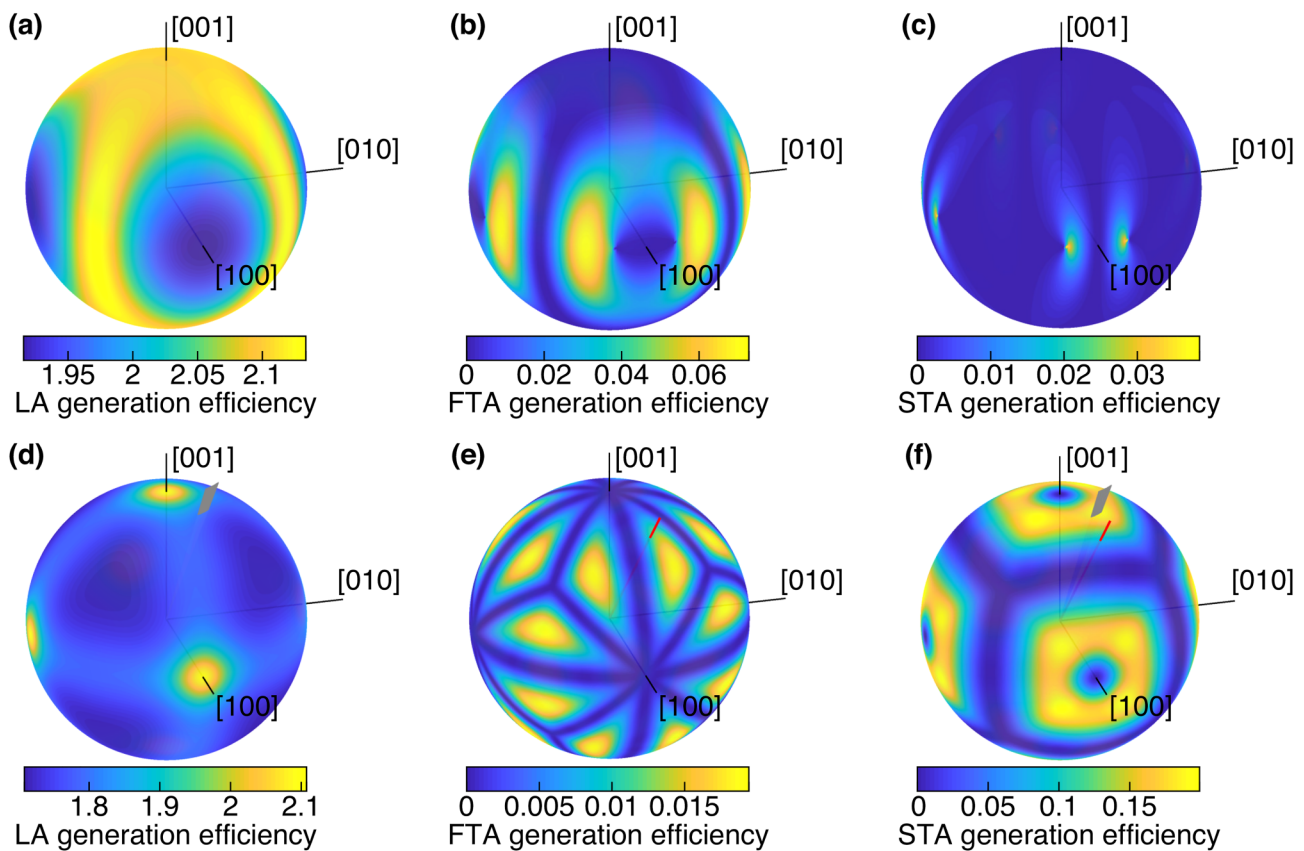 (a) [001] (b) [001] (c) [001]
[010] [010] [010]
[100] [100] [100]
1.95 2 2.05 2.1 0 0.02 0.04 0.06 0 0.01 0.02 0.03
LA generation efficiency FTA generation efficiency STA generation efficiency
(d) [001] (e) [001] (f) [001]
[010] [010] [010]
[100] [100] [100]
1.8 1.9 2 2.1 0 0.005 0.01 0.015 0 0.05 0.1 0.15
LA generation efficiency FTA generation efficiency STA generation efficiency